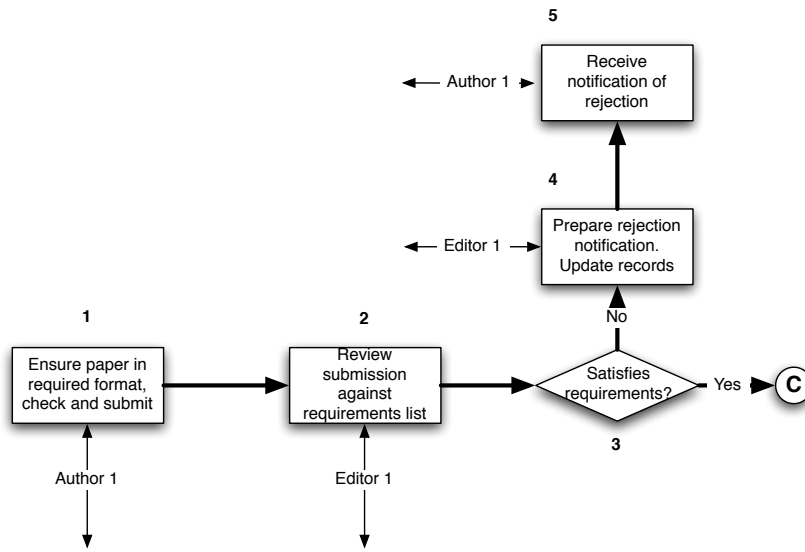 5
Receive
notification of
rejection
Author 1
4
Prepare rejection
notification.
Update records
Editor 1
No
1
Ensure paper in
required format,
check and submit
Author 1
2
Review
submission
against
requirements list
Editor 1
Satisfies
requirements?
3
Yes
C